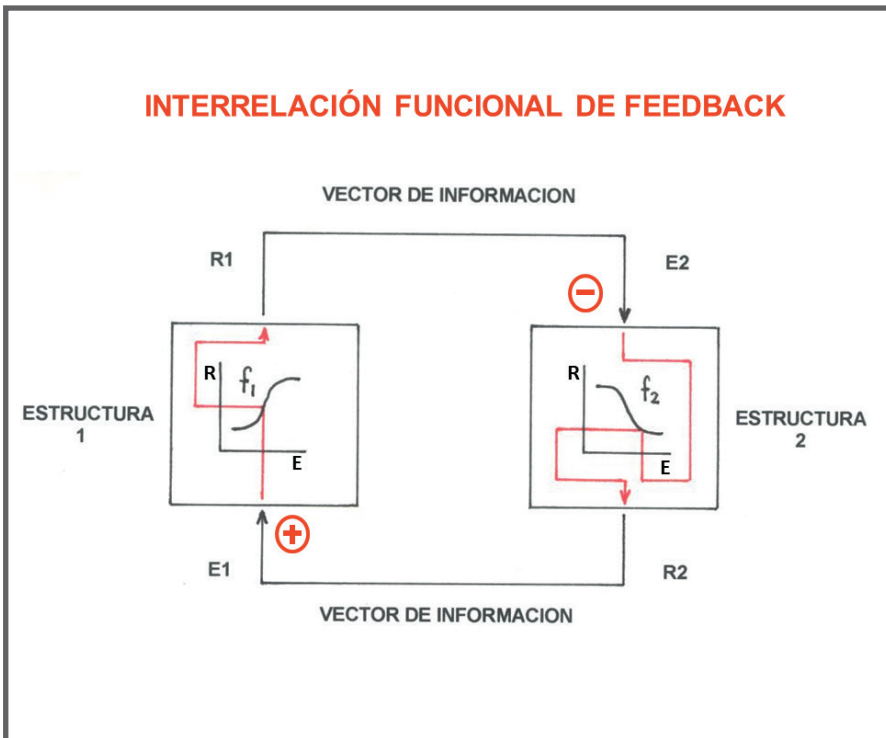 INTERRELACIÓN FUNCIONAL DE FEEDBACK
VECTOR DE INFORMACION
R1
E2
−
R
f₁
E
R
f₂
E
ESTRUCTURA
1
ESTRUCTURA
2
+
E1
R2
VECTOR DE INFORMACION